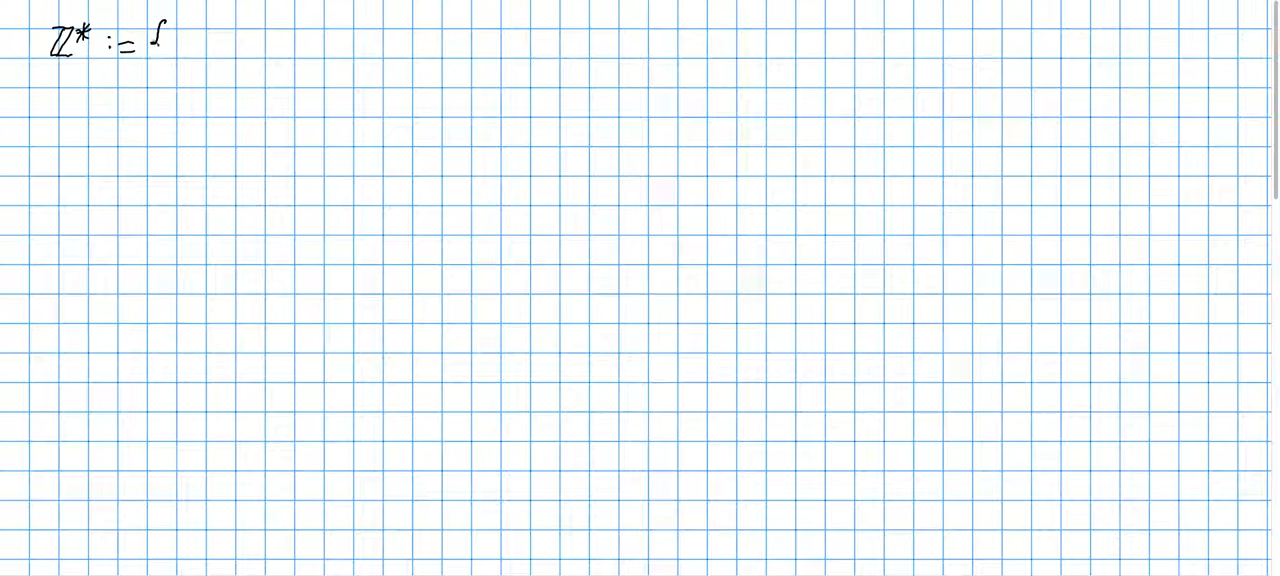 ℤ* := {